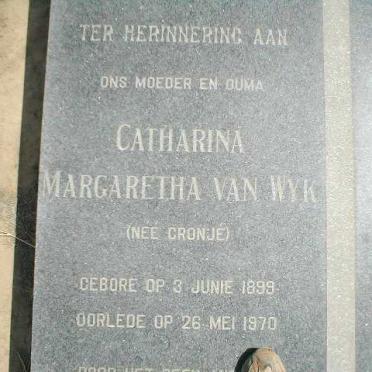 TER HERINNERING AAN
ONS MOEDER EN OUMA
CATHARINA
MARGARETHA VAN WYK
(NEE CRONJE)
GEBORE OP 3 JUNIE 1899
OORLEDE OP 26 MEI 1970